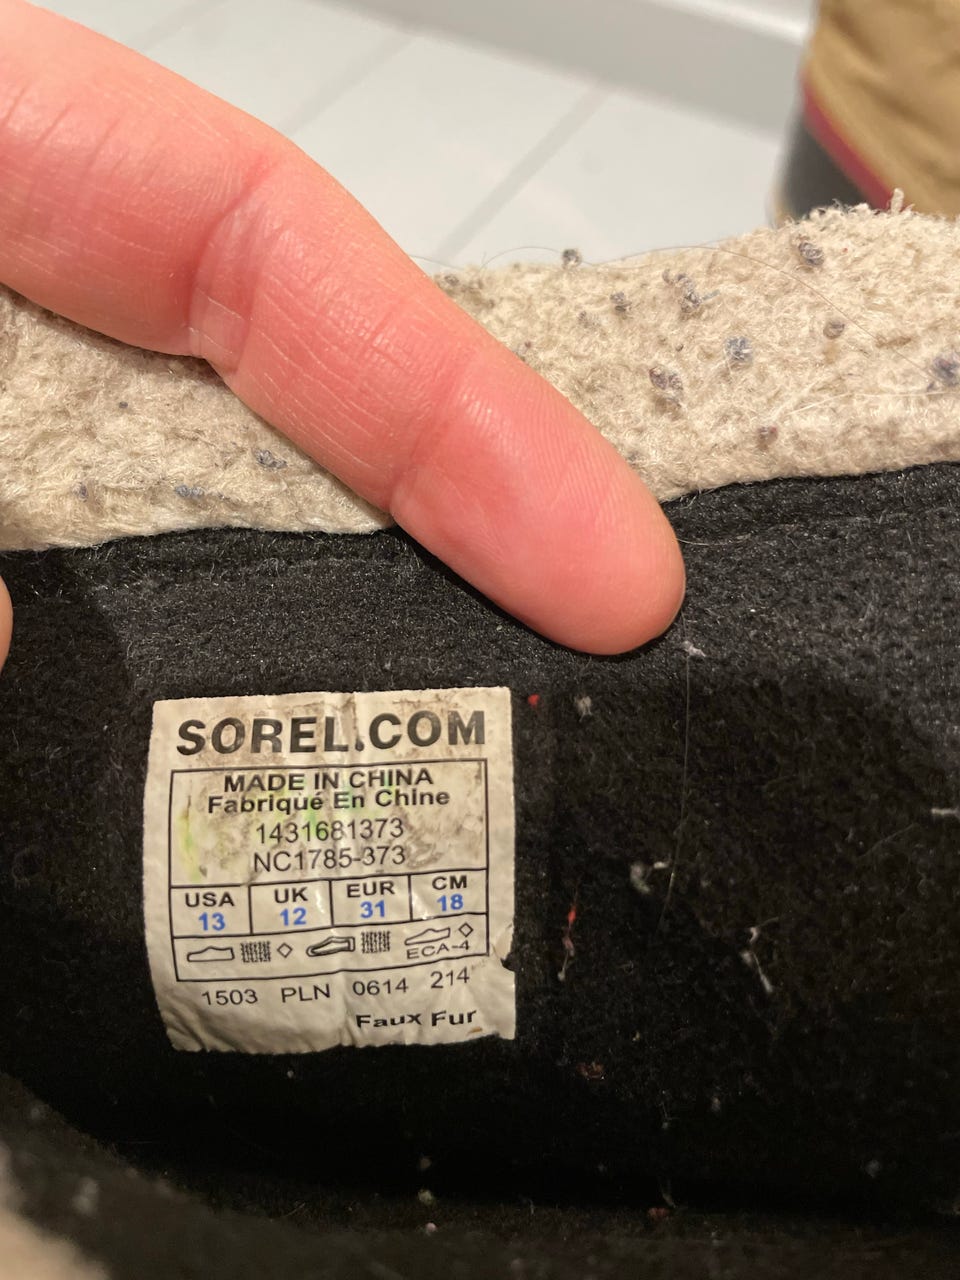 SOREL.COM
MADE IN CHINA
Fabriqué En Chine
1431681373
NC1785-373
USA UK EUR CM
13 12 31 18
ECA-4
1503 PLN 0614 214
Faux Fur